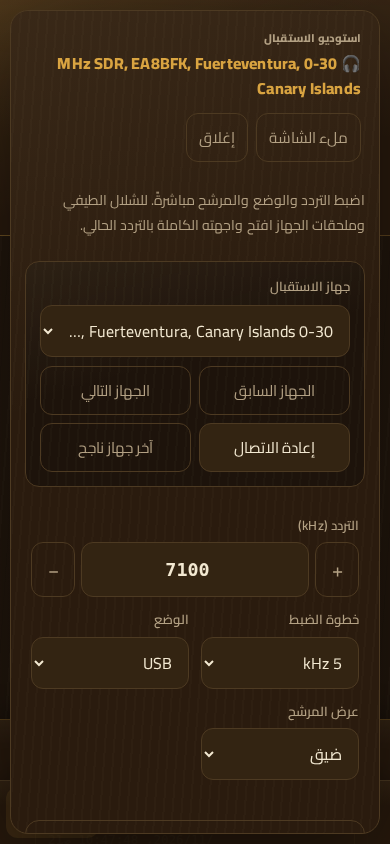 استوديو الاستقبال
🎧 0-30 MHz SDR, EA8BFK, Fuerteventura,
Canary Islands
ملء الشاشة
إغلاق
اضبط التردد والوضع والمرشح مباشرةً. للشلال الطيفي
وملحقات الجهاز افتح واجهته الكاملة بالتردد الحالي.
جهاز الاستقبال
0-30 Fuerteventura, Canary Islands ,...
الجهاز السابق
الجهاز التالي
إعادة الاتصال
آخر جهاز ناجح
التردد (kHz)
+
7100
−
خطوة الضبط
الوضع
5 kHz
USB
عرض المرشح
ضيق